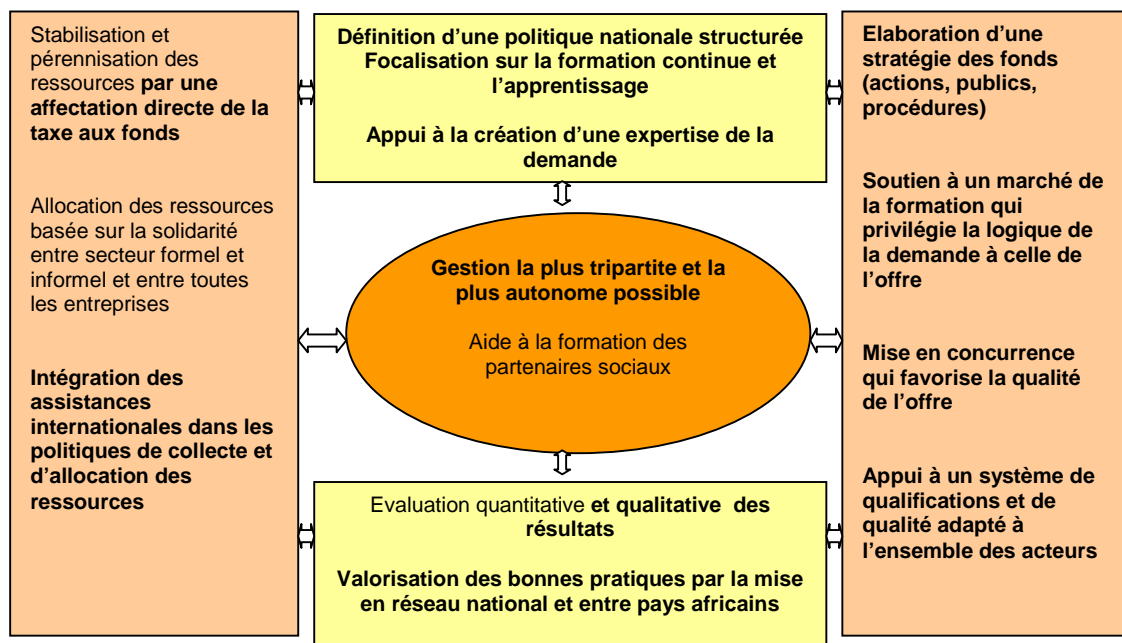 Stabilisation et
pérennisation des
ressources par une
affectation directe de la
taxe aux fonds
Allocation des ressources
basée sur la solidarité
entre secteur formel et
informel et entre toutes
les entreprises
Intégration des
assistances
internationales dans les
politiques de collecte et
d’allocation des
ressources
Définition d’une politique nationale structurée
Focalisation sur la formation continue et
l’apprentissage
Appui à la création d’une expertise de la
demande
Gestion la plus tripartite et la
plus autonome possible
Aide à la formation des
partenaires sociaux
Evaluation quantitative et qualitative des
résultats
Valorisation des bonnes pratiques par la mise
en réseau national et entre pays africains
Elaboration d’une
stratégie des fonds
(actions, publics,
procédures)
Soutien à un marché de
la formation qui
privilégie la logique de
la demande à celle de
l’offre
Mise en concurrence
qui favorise la qualité
de l’offre
Appui à un système de
qualifications et de
qualité adapté à
l’ensemble des acteurs